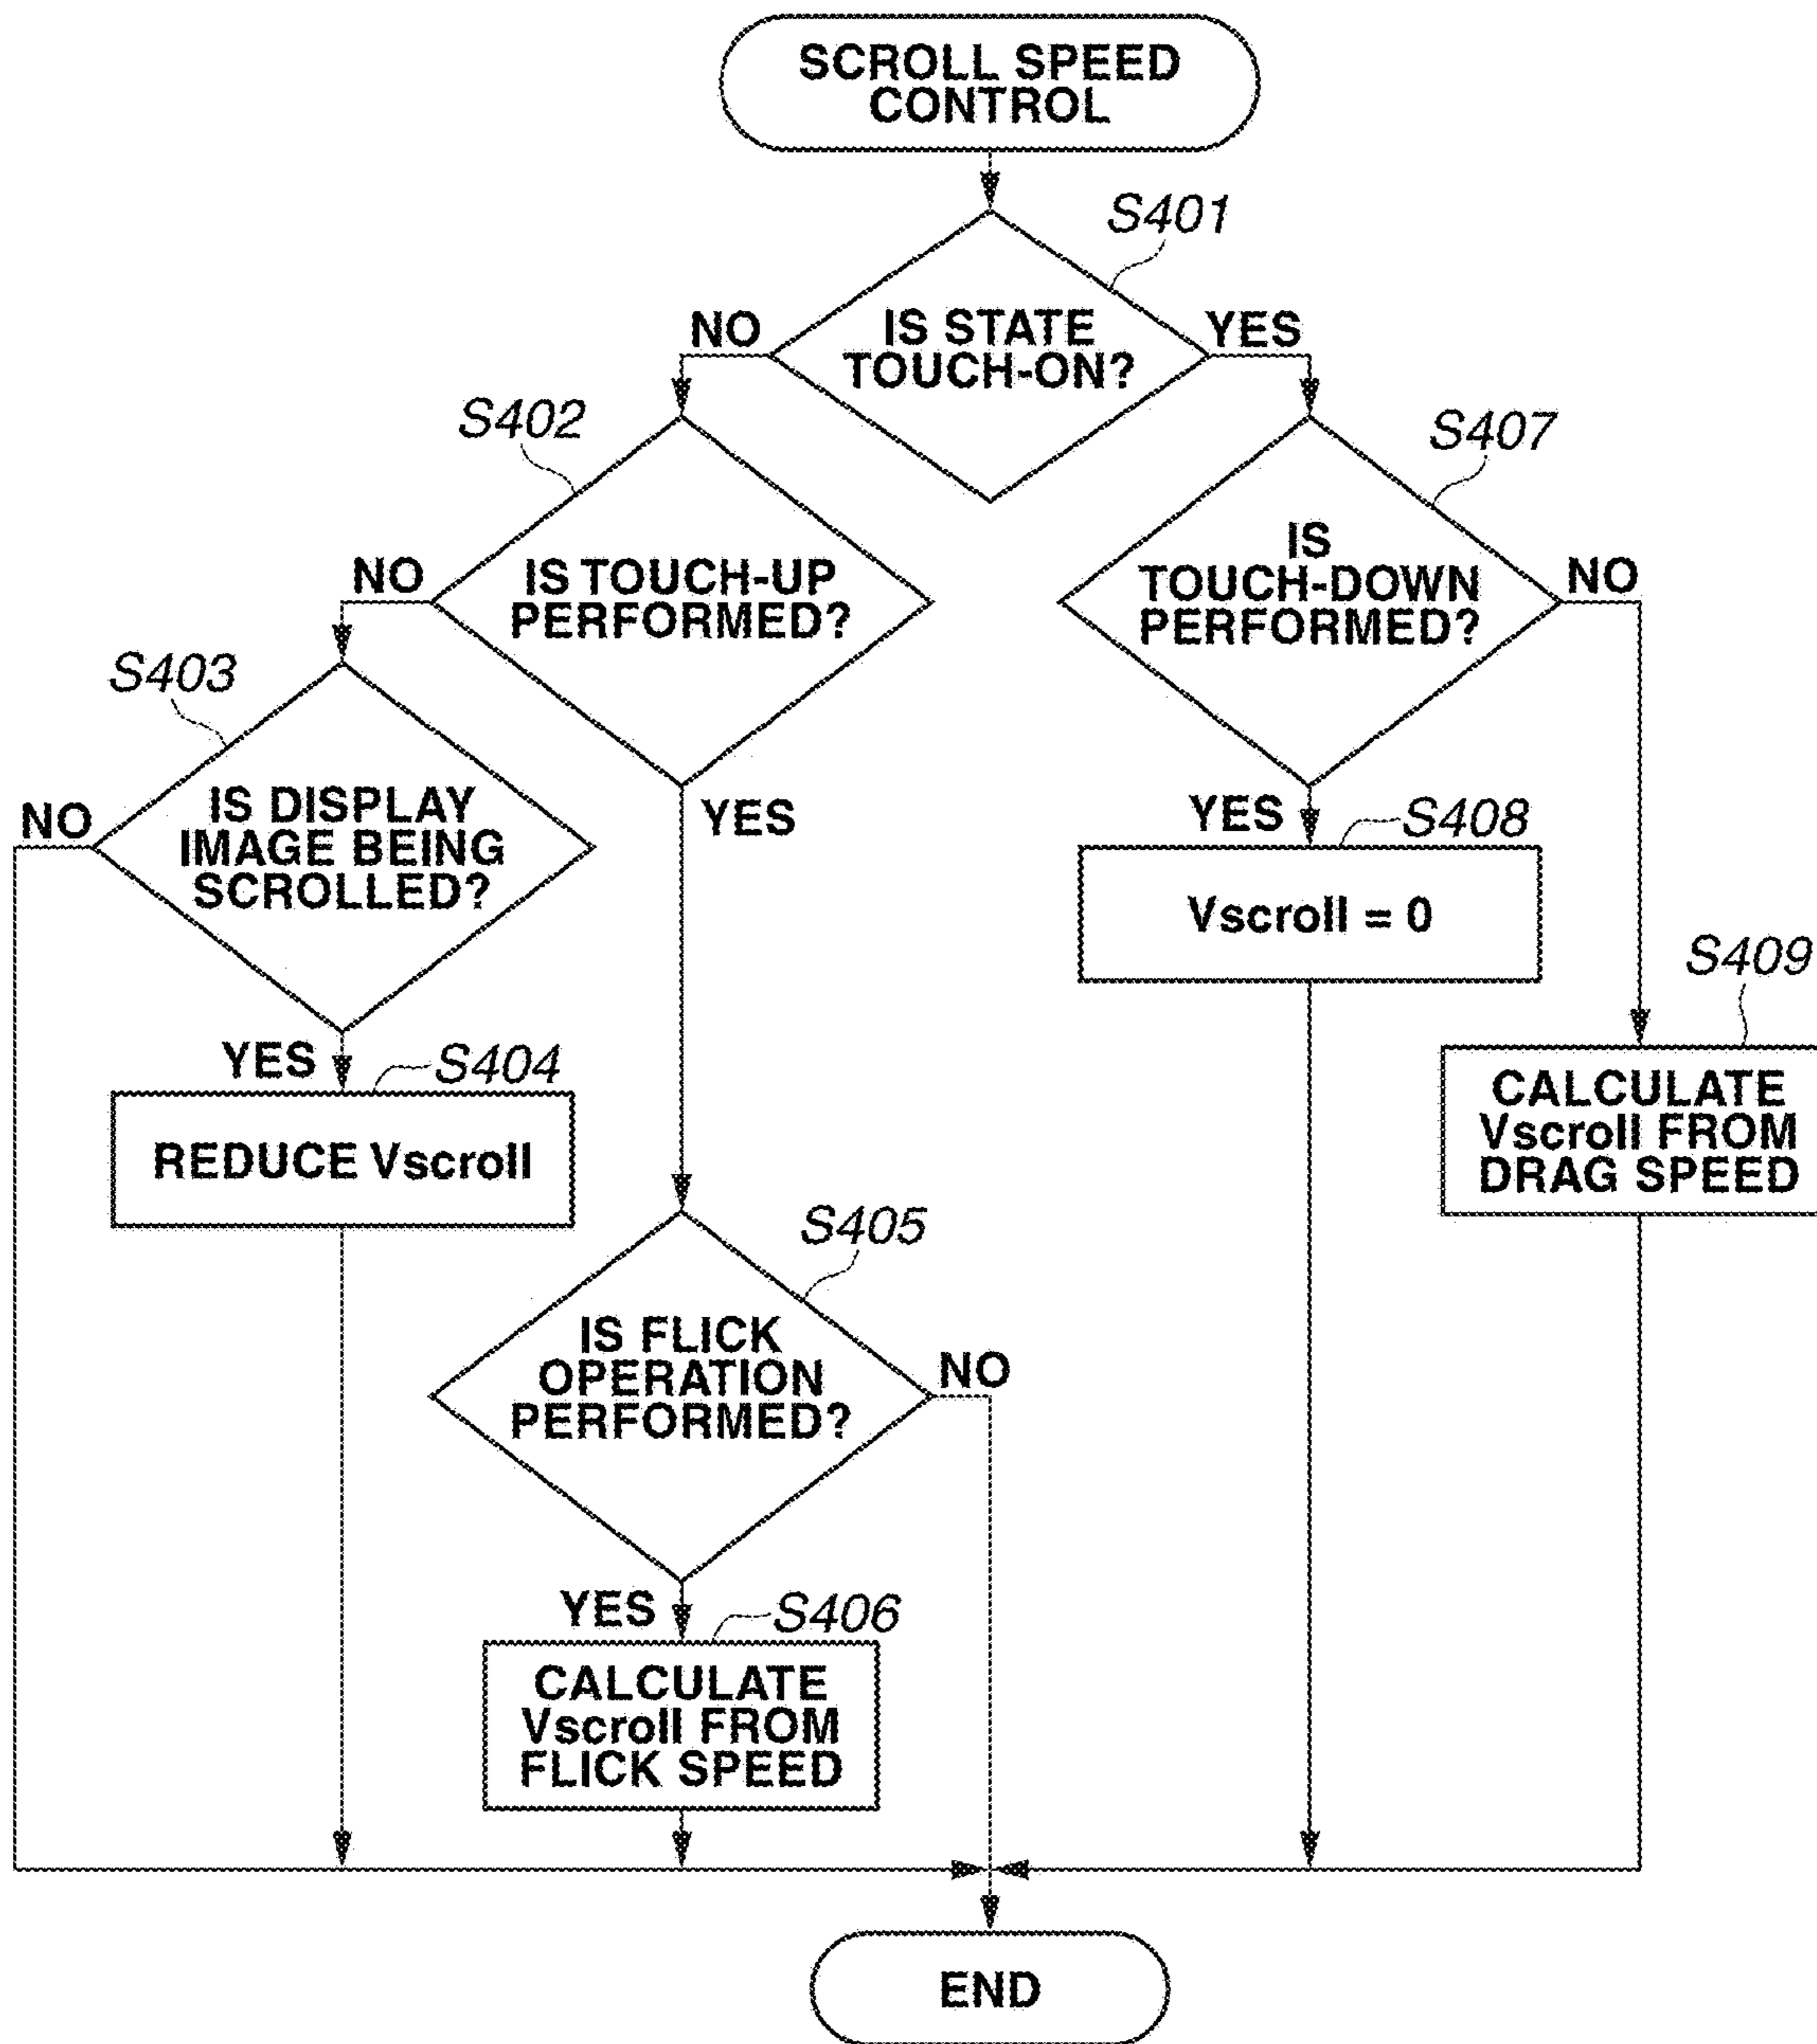 SCROLL SPEED
CONTROL
S401
NO
IS STATE
TOUCH-ON?
YES
S402
S407
NO
IS TOUCH-UP
PERFORMED?
IS
TOUCH-DOWN
PERFORMED?
NO
S403
NO
IS DISPLAY
IMAGE BEING
SCROLLED?
YES
YES
S408
Vscroll = 0
S409
YES
S404
CALCULATE
Vscroll FROM
DRAG SPEED
REDUCE Vscroll
S405
IS FLICK
OPERATION
PERFORMED?
NO
YES
S406
CALCULATE
Vscroll FROM
FLICK SPEED
END